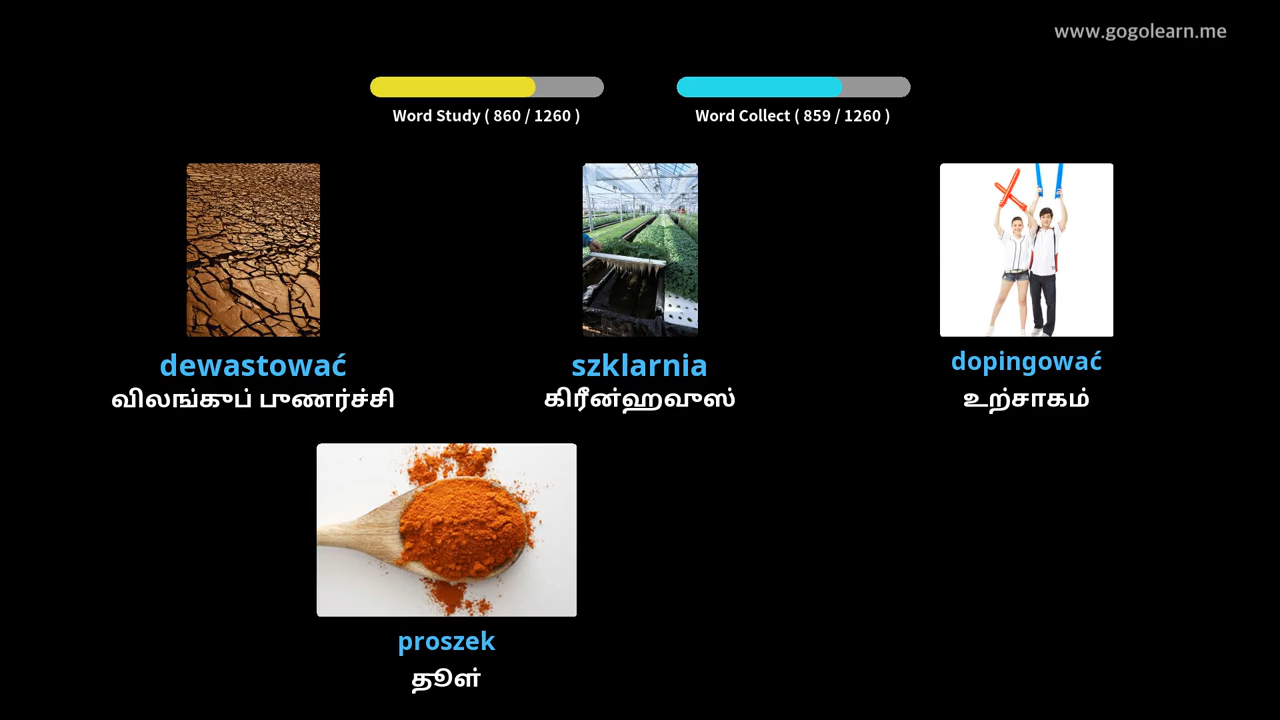 www.gogolearn.me
Word Study ( 860 / 1260 )
Word Collect ( 859 / 1260 )
dewastować
விலங்குப் புணர்ச்சி
szklarnia
கிரீன்ஹவுஸ்
dopingować
உற்சாகம்
proszek
தூள்